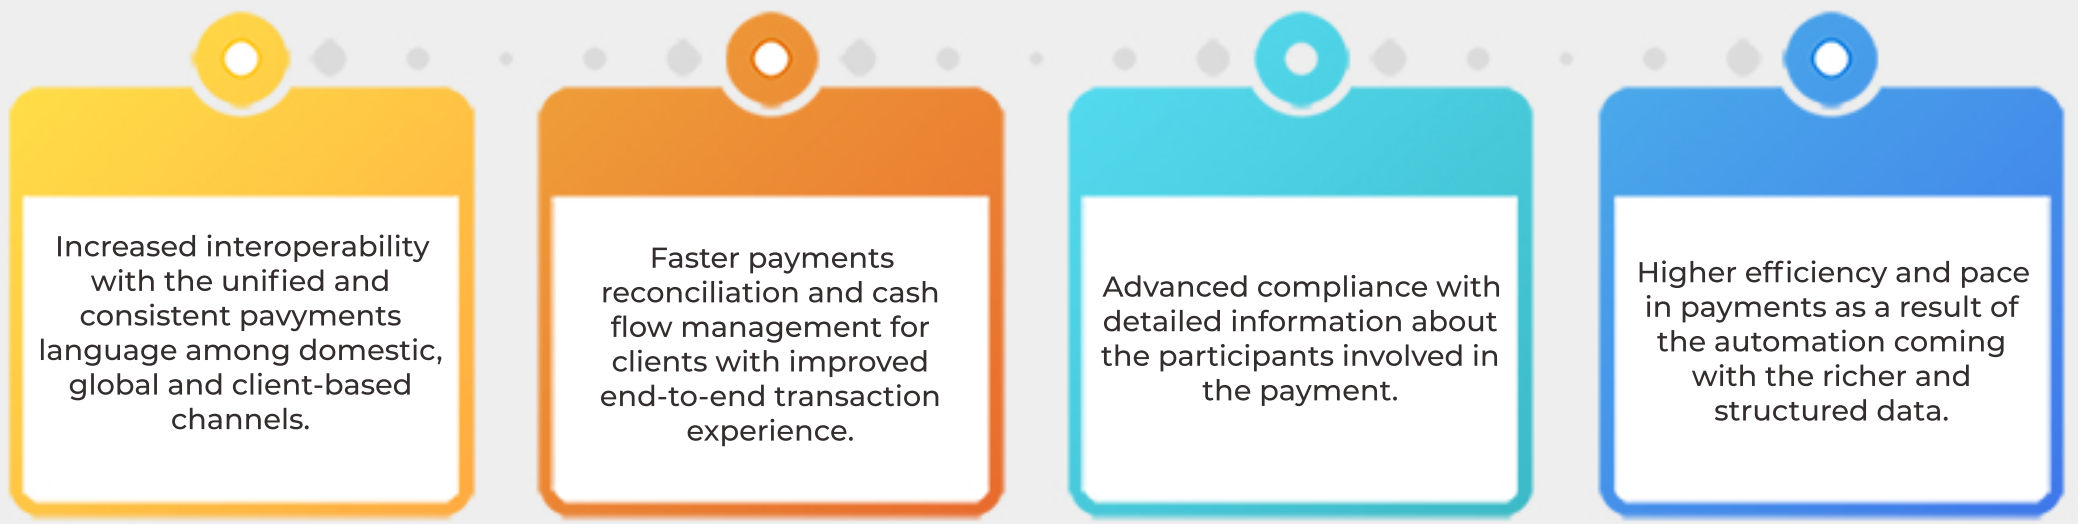 Increased interoperability
with the unified and
consistent pavyments
language among domestic,
global and client-based
channels.
Faster payments
reconciliation and cash
flow management for
clients with improved
end-to-end transaction
experience.
Advanced compliance with
detailed information about
the participants involved in
the payment.
Higher efficiency and pace
in payments as a result of
the automation coming
with the richer and
structured data.